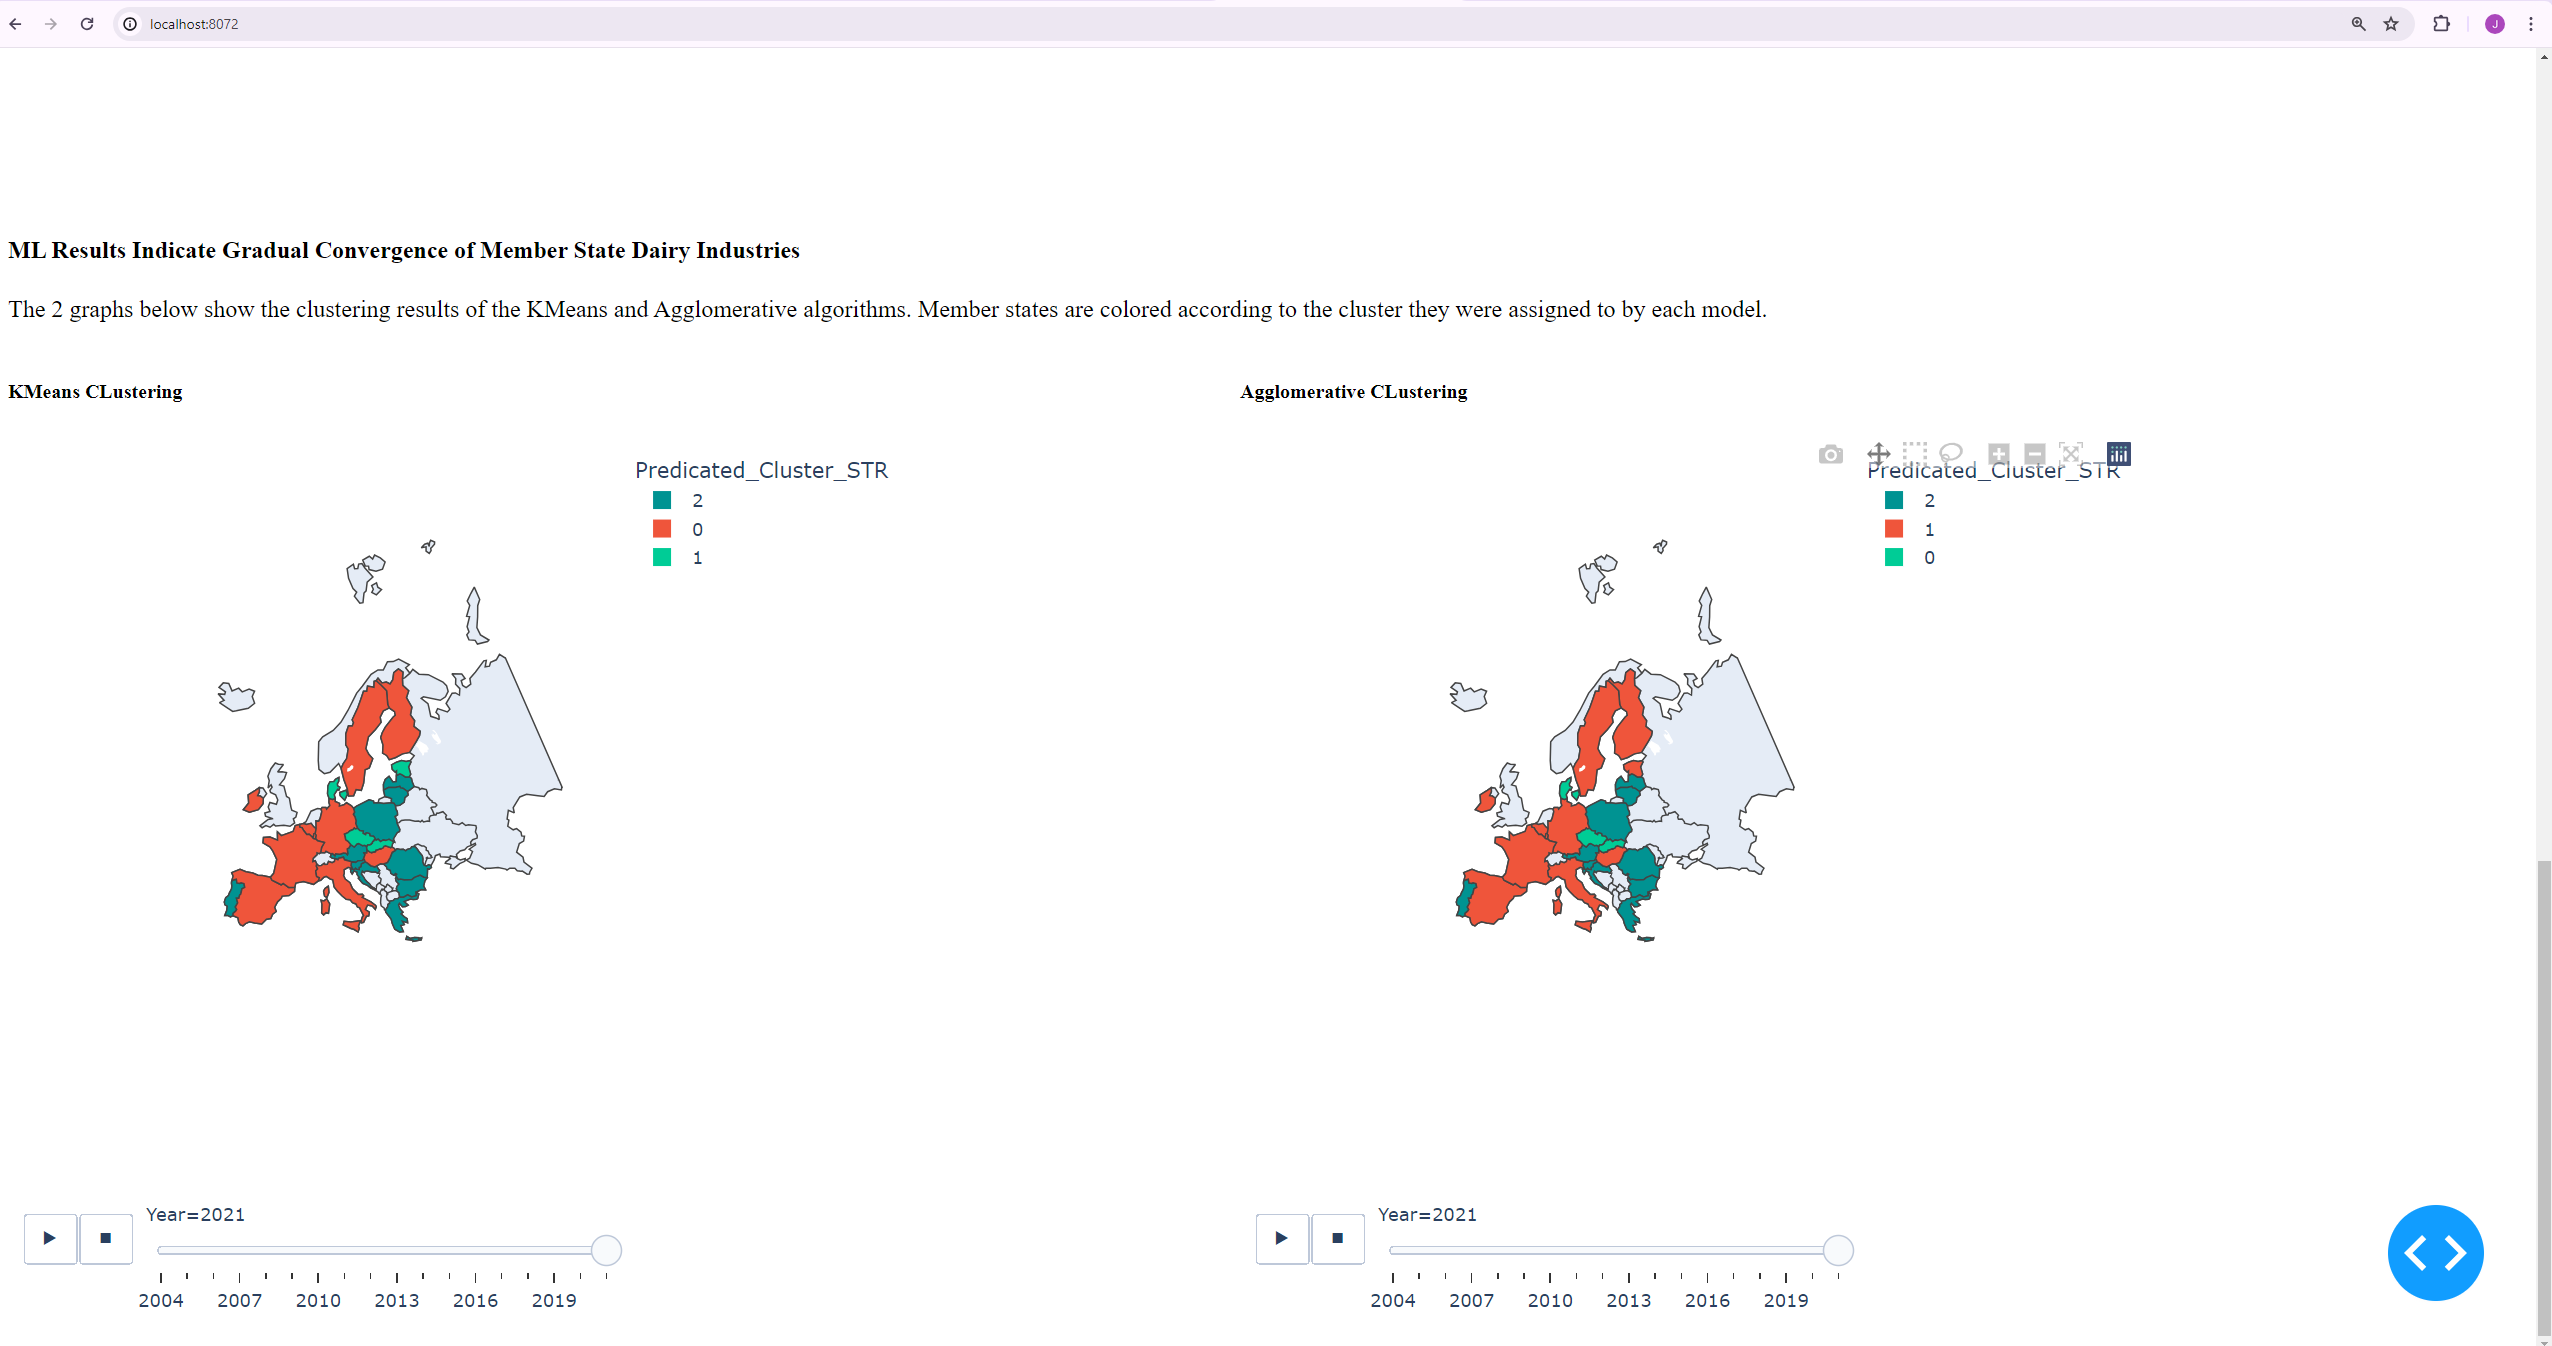 localhost:8072
J
ML Results Indicate Gradual Convergence of Member State Dairy Industries
The 2 graphs below show the clustering results of the KMeans and Agglomerative algorithms. Member states are colored according to the cluster they were assigned to by each model.
KMeans CLustering
Predicated_Cluster_STR
2
0
1
Year=2021
2004 2007 2010 2013 2016 2019
Agglomerative CLustering
Predicated_Cluster_STR
2
1
0
Year=2021
2004 2007 2010 2013 2016 2019